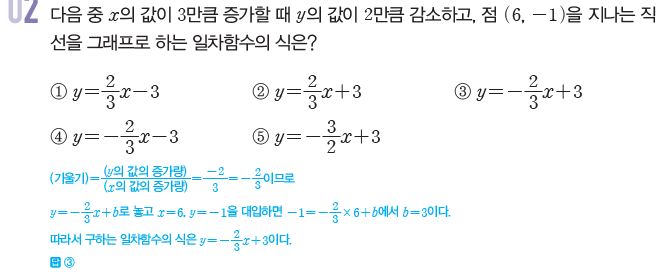 02 다음 중 x의 값이 3만큼 증가할 때 y의 값이 2만큼 감소하고, 점 (6, −1)을 지나는 직
선을 그래프로 하는 일차함수의 식은?
① y=2/3x−3 ② y=2/3x+3 ③ y=−2/3x+3
④ y=−2/3x−3 ⑤ y=−3/2x+3
(기울기)=(y의 값의 증가량)/(x의 값의 증가량)=−2/3=−2/3이므로
y=−2/3x+b로 놓고 x=6, y=−1을 대입하면 −1=−2/3×6+b에서 b=3이다.
따라서 구하는 일차함수의 식은 y=−2/3x+3이다.
답 ③